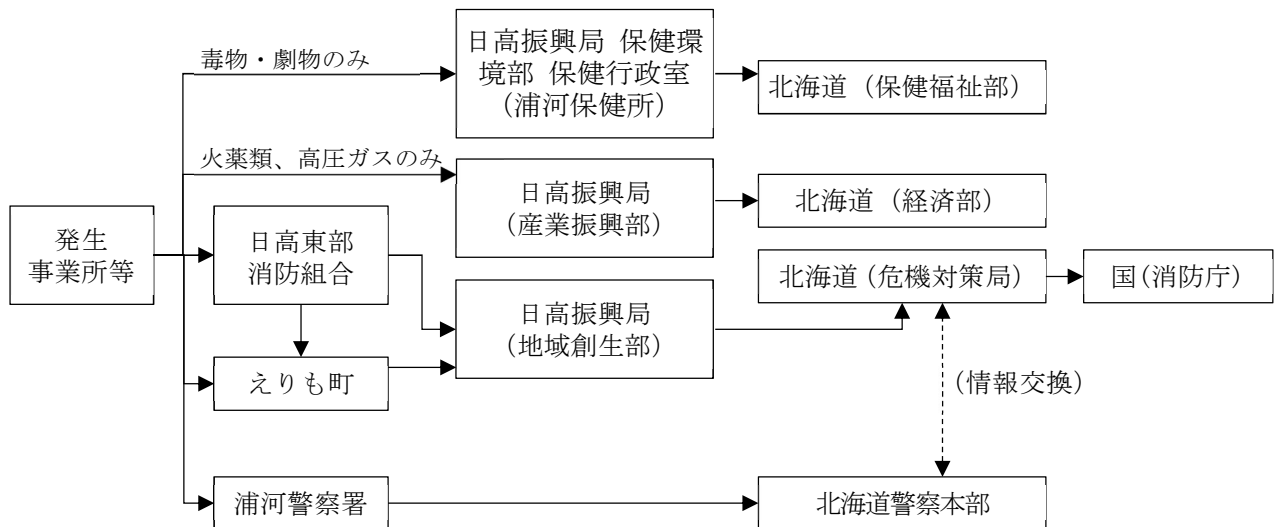 毒物・劇物のみ
日高振興局 保健環
境部 保健行政室
(浦河保健所)
北海道（保健福祉部）
火薬類、高圧ガスのみ
日高振興局
（産業振興部）
北海道（経済部）
発生
事業所等
日高東部
消防組合
日高振興局
（地域創生部）
北海道（危機対策局）
国（消防庁）
えりも町
（情報交換）
浦河警察署
北海道警察本部